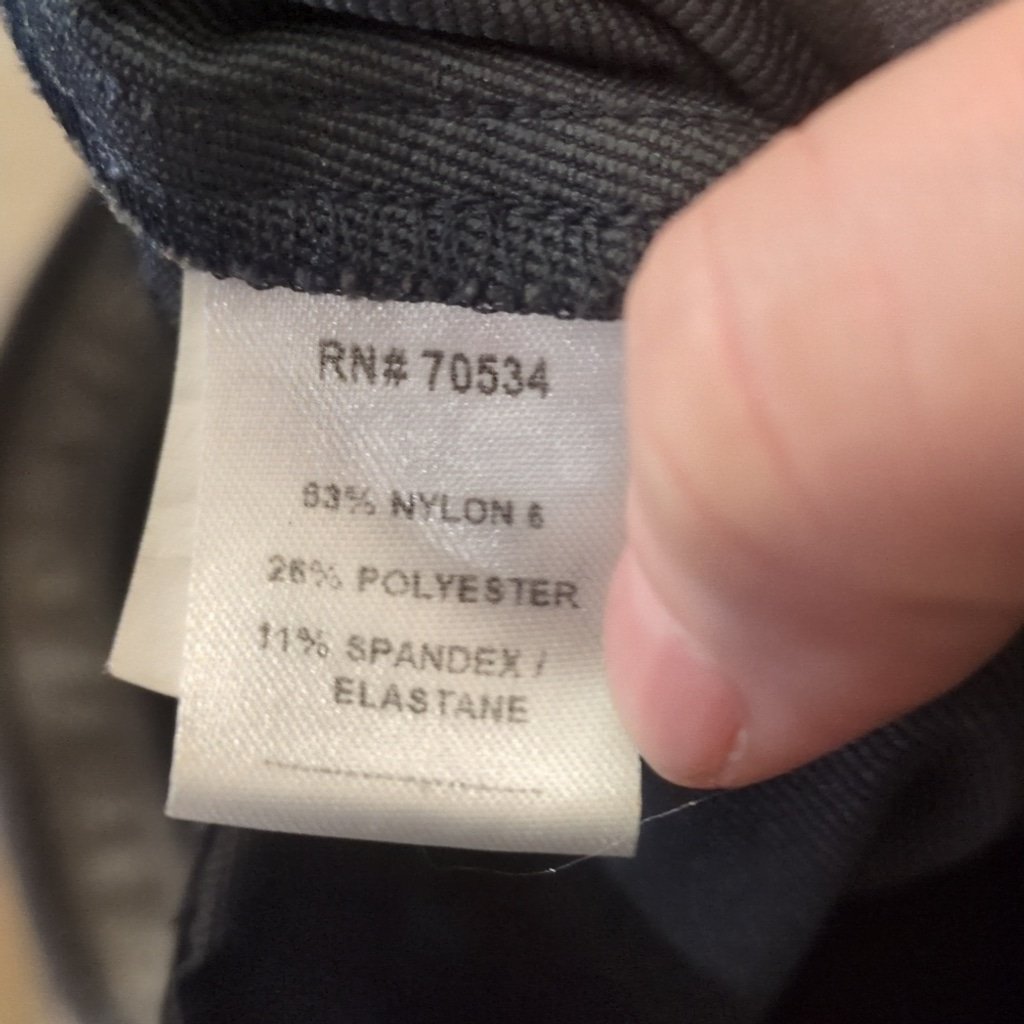 RN# 70534
63% NYLON 6
26% POLYESTER
11% SPANDEX /
ELASTANE